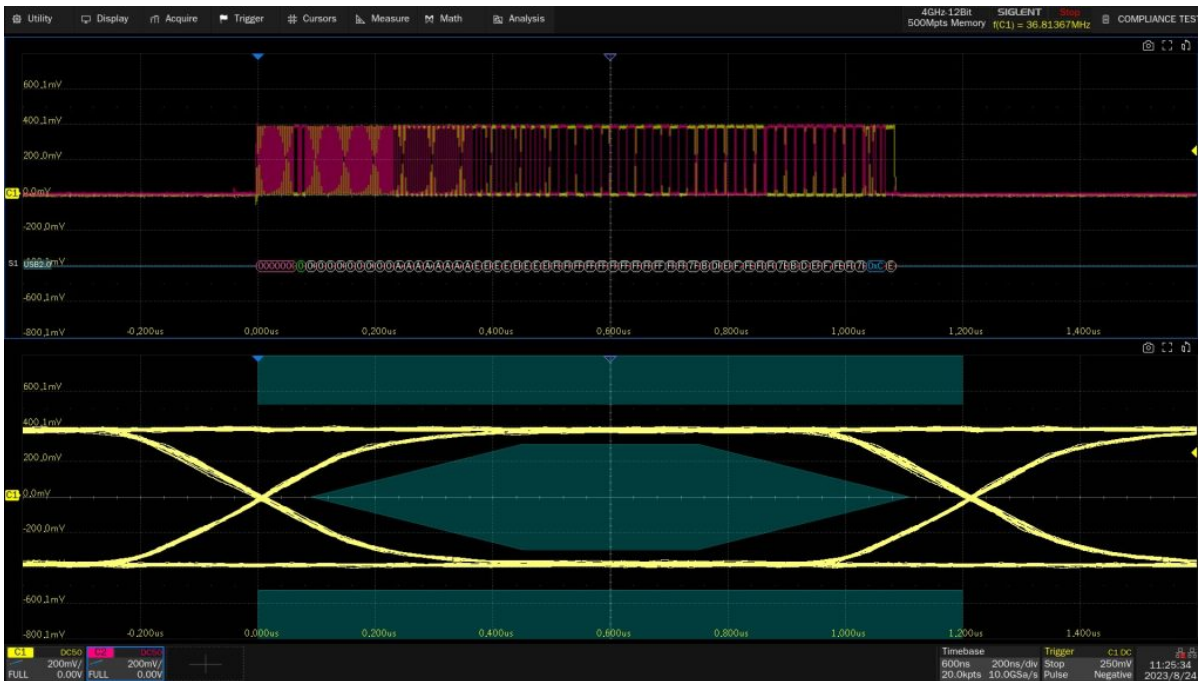 Utility Display Acquire Trigger Cursors Measure Math Analysis
4GHz-12Bit SIGLENT Stop
500Mpts Memory f(C1) = 36.81367MHz
COMPLIANCE TEST
600.1mV
400.1mV
200.0mV
C1 0.0mV
-200.0mV
S1 USB2.0
-600.1mV
-800.1mV -0.200us 0.000us 0.200us 0.400us 0.600us 0.800us 1.000us 1.200us 1.400us
600.1mV
400.1mV
200.0mV
C1 0.0mV
-200.0mV
-600.1mV
-800.1mV -0.200us 0.000us 0.200us 0.400us 0.600us 0.800us 1.000us 1.200us 1.400us
C1 DC50 C2 DC50 Timebase Trigger C1 DC
200mV/ 200mV/ 600ns 200ns/div Stop 250mV 11:25:34
FULL 0.00V FULL 0.00V 20.0kpts 10.0GSa/s Pulse Negative 2023/8/24